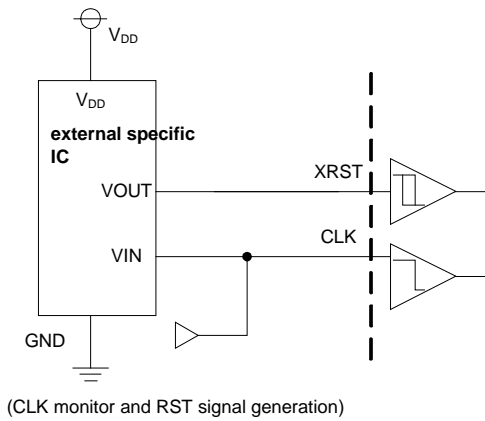 VDD
VDD
external specific
IC
XRST
VOUT
CLK
VIN
GND
(CLK monitor and RST signal generation)